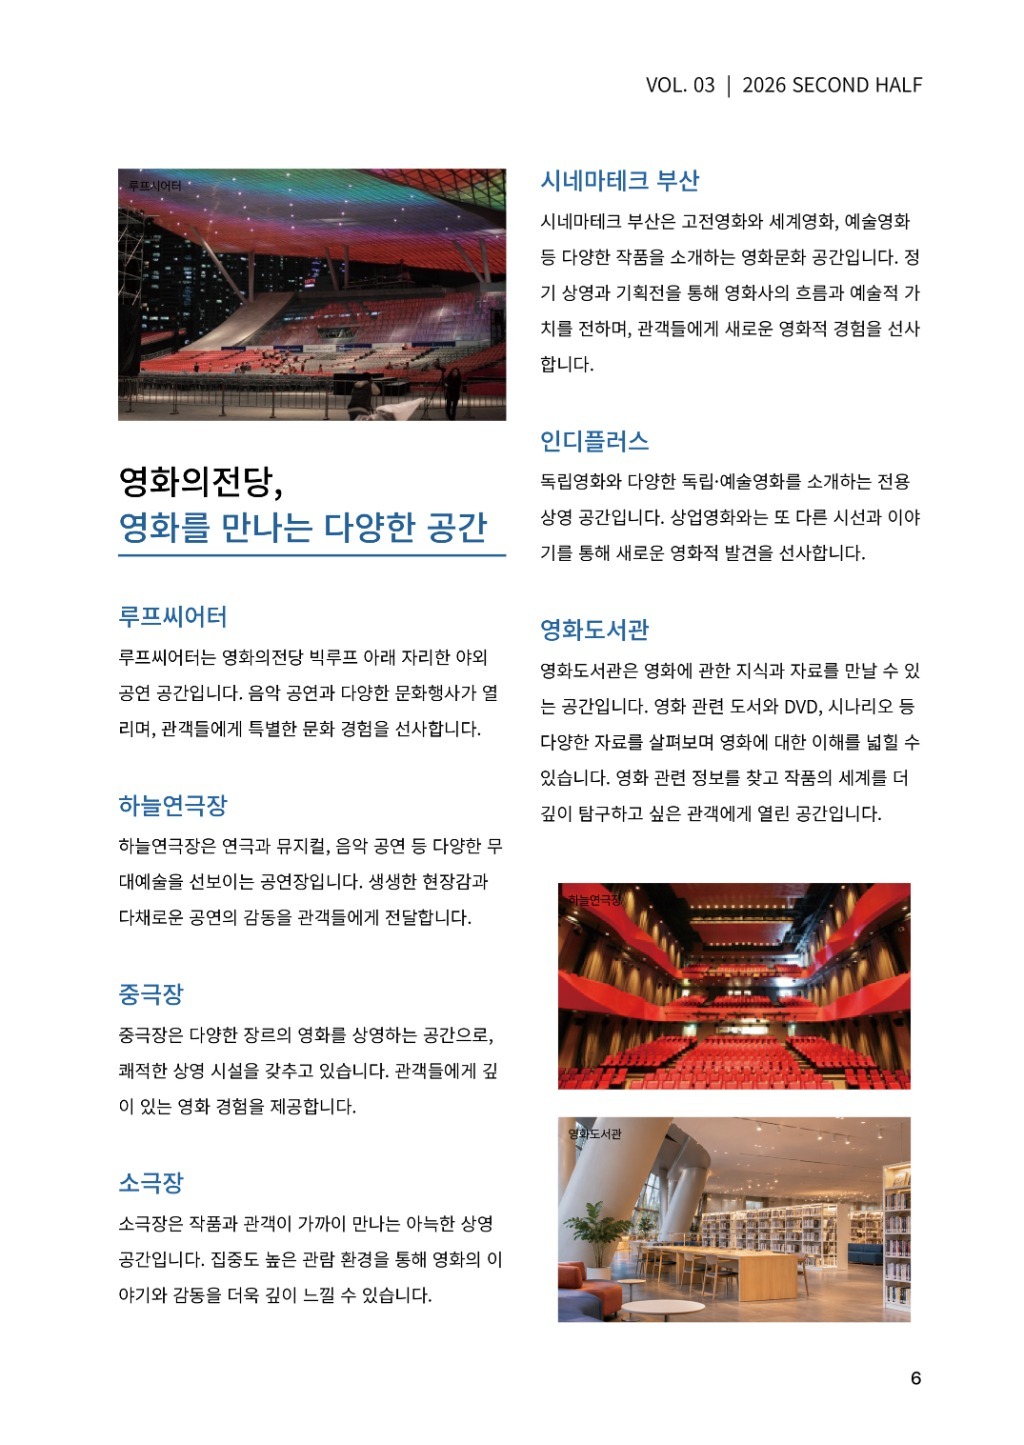 VOL. 03 | 2026 SECOND HALF
루프씨어터
영화의전당,
영화를 만나는 다양한 공간
루프씨어터
루프씨어터는 영화의전당 빅루프 아래 자리한 야외
공연 공간입니다. 음악 공연과 다양한 문화행사가 열
리며, 관객들에게 특별한 문화 경험을 선사합니다.
하늘연극장
하늘연극장은 연극과 뮤지컬, 음악 공연 등 다양한 무
대예술을 선보이는 공연장입니다. 생생한 현장감과
다채로운 공연의 감동을 관객들에게 전달합니다.
중극장
중극장은 다양한 장르의 영화를 상영하는 공간으로,
쾌적한 상영 시설을 갖추고 있습니다. 관객들에게 깊
이 있는 영화 경험을 제공합니다.
소극장
소극장은 작품과 관객이 가까이 만나는 아늑한 상영
공간입니다. 집중도 높은 관람 환경을 통해 영화의 이
야기와 감동을 더욱 깊이 느낄 수 있습니다.
시네마테크 부산
시네마테크 부산은 고전영화와 세계영화, 예술영화
등 다양한 작품을 소개하는 영화문화 공간입니다. 정
기 상영과 기획전을 통해 영화사의 흐름과 예술적 가
치를 전하며, 관객들에게 새로운 영화적 경험을 선사
합니다.
인디플러스
독립영화와 다양한 독립·예술영화를 소개하는 전용
상영 공간입니다. 상업영화와는 또 다른 시선과 이야
기를 통해 새로운 영화적 발견을 선사합니다.
영화도서관
영화도서관은 영화에 관한 지식과 자료를 만날 수 있
는 공간입니다. 영화 관련 도서와 DVD, 시나리오 등
다양한 자료를 살펴보며 영화에 대한 이해를 넓힐 수
있습니다. 영화 관련 정보를 찾고 작품의 세계를 더
깊이 탐구하고 싶은 관객에게 열린 공간입니다.
하늘연극장
영화도서관
6